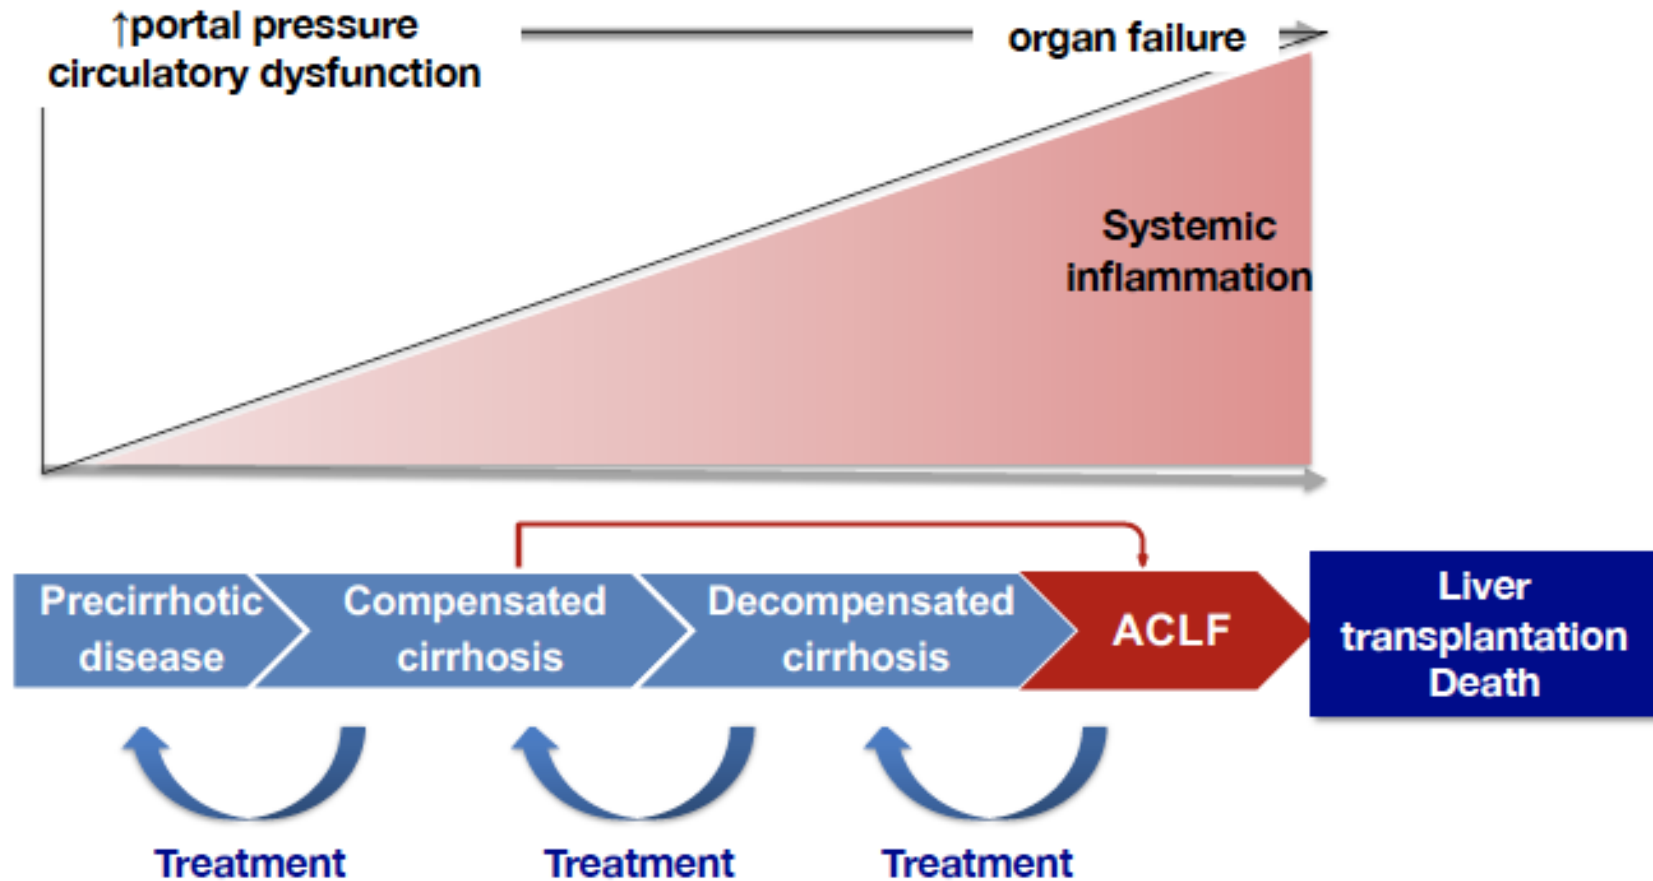 ↑portal pressure
circulatory dysfunction
organ failure
Systemic
inflammation
Precirrhotic
disease
Compensated
cirrhosis
Decompensated
cirrhosis
ACLF
Liver
transplantation
Death
Treatment
Treatment
Treatment